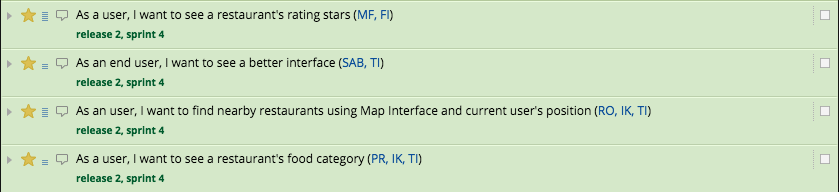 As a user, I want to see a restaurant's rating stars (MF, FI)
release 2, sprint 4
As an end user, I want to see a better interface (SAB, TI)
release 2, sprint 4
As an user, I want to find nearby restaurants using Map Interface and current user's position (RO, IK, TI)
release 2, sprint 4
As a user, I want to see a restaurant's food category (PR, IK, TI)
release 2, sprint 4